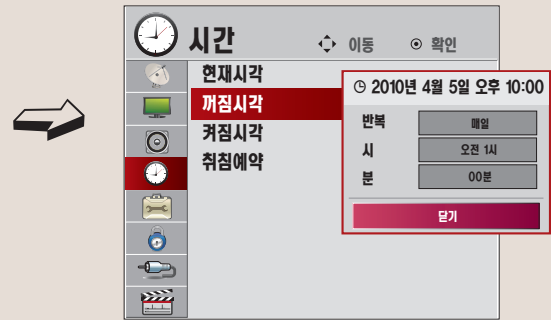 시간 이동 확인
현재시각
꺼짐시각
켜짐시각
취침예약
2010년 4월 5일 오후 10:00
반복 매일
시 오전 1시
분 00분
닫기